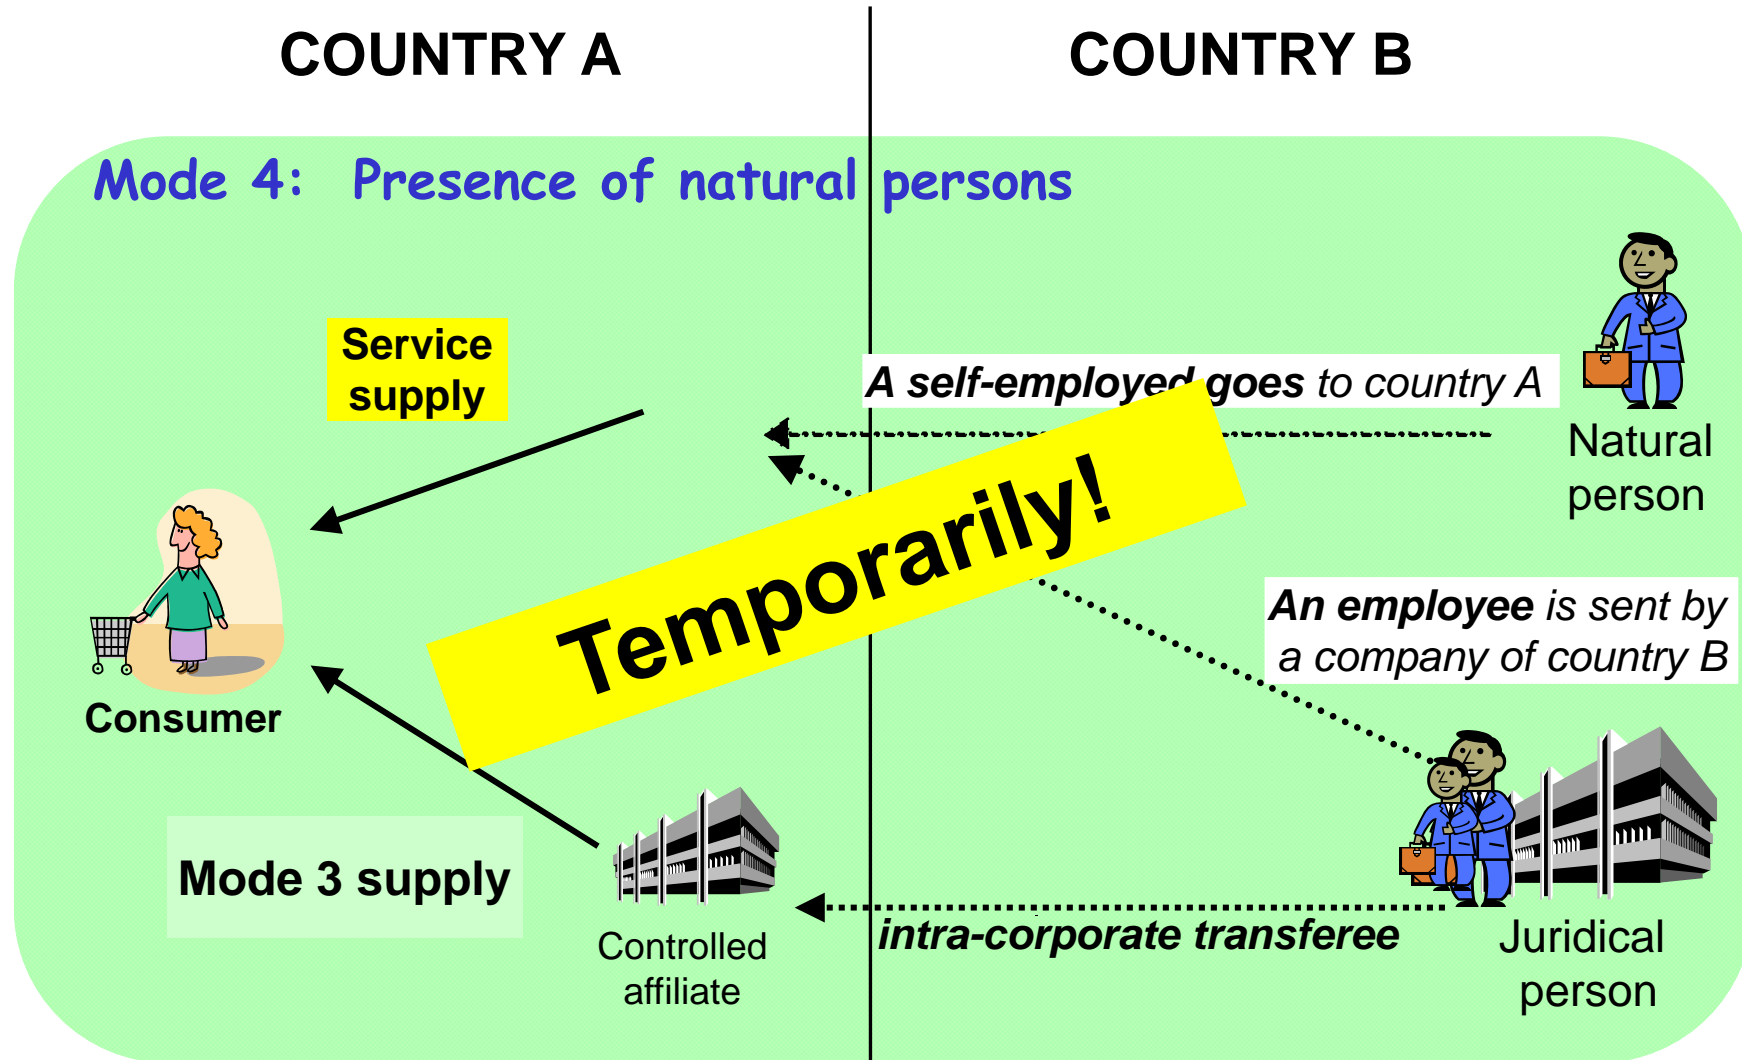 COUNTRY A
COUNTRY B
Mode 4: Presence of natural persons
Service
supply
A self-employed goes to country A
Natural
person
Temporarily!
An employee is sent by
a company of country B
Consumer
Mode 3 supply
Controlled
affiliate
intra-corporate transferee
Juridical
person